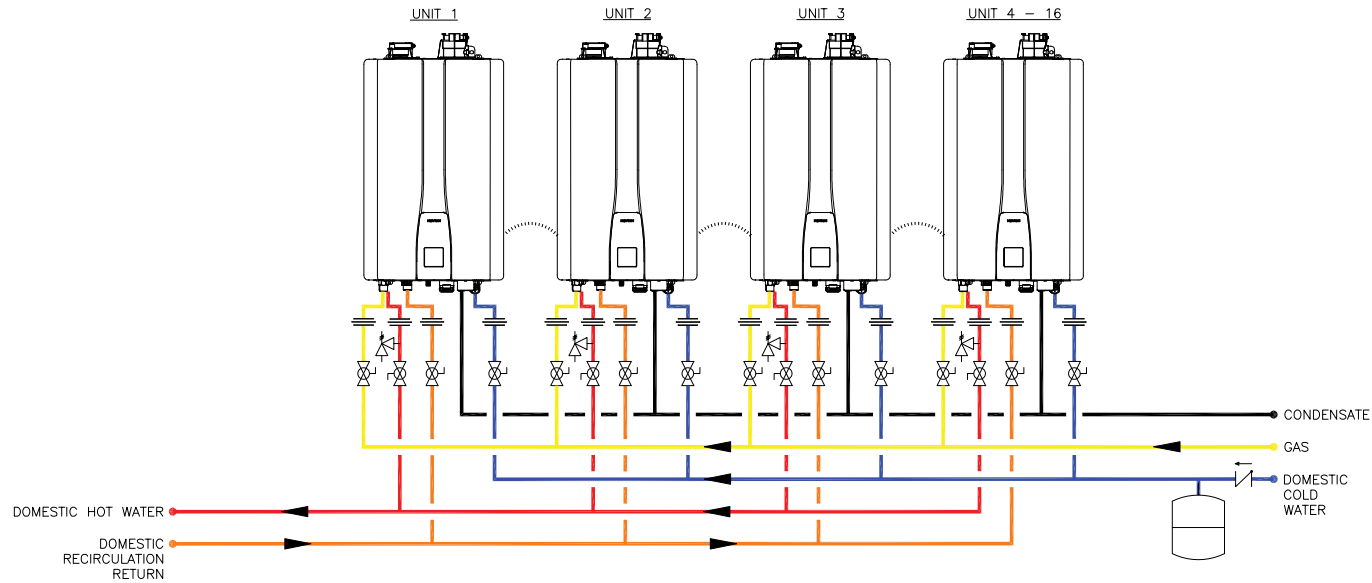 UNIT 1
UNIT 2
UNIT 3
UNIT 4 - 16
CONDENSATE
GAS
DOMESTIC
COLD
WATER
DOMESTIC HOT WATER
DOMESTIC
RECIRCULATION
RETURN